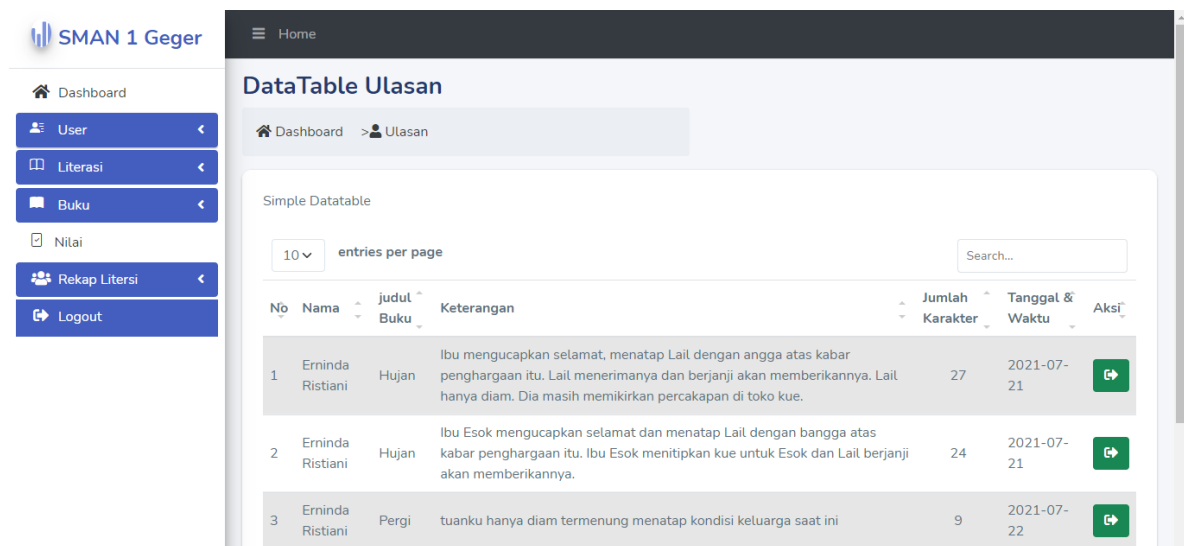 SMAN 1 Geger
Home
Dashboard
User
Literasi
Buku
Nilai
Rekap Litersi
Logout
DataTable Ulasan
Dashboard > Ulasan
Simple Datatable
10 entries per page
Search...
No Nama judul Buku Keterangan Jumlah Karakter Tanggal & Waktu Aksi
1 Erninda Ristiani Hujan Ibu mengucapkan selamat, menatap Lail dengan angga atas kabar
penghargaan itu. Lail menerimanya dan berjanji akan memberikannya. Lail
hanya diam. Dia masih memikirkan percakapan di toko kue. 27 2021-07-21
2 Erninda Ristiani Hujan Ibu Esok mengucapkan selamat dan menatap Lail dengan bangga atas
kabar penghargaan itu. Ibu Esok menitipkan kue untuk Esok dan Lail berjanji
akan memberikannya. 24 2021-07-21
3 Erninda Ristiani Pergi tuanku hanya diam termenung menatap kondisi keluarga saat ini 9 2021-07-22